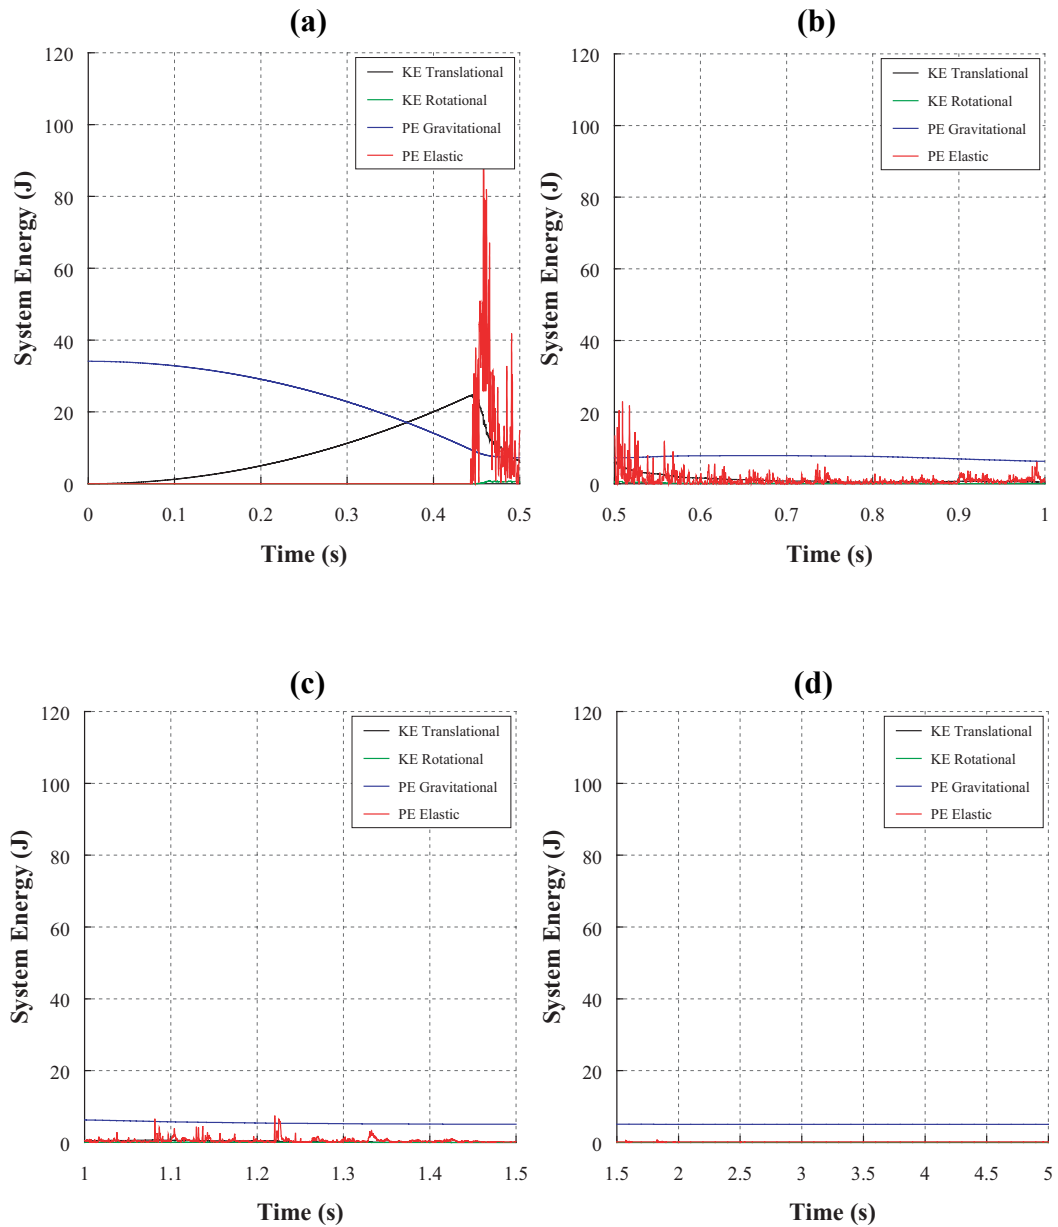 (a)
120
100
80
60
40
20
0
System Energy (J)
KE Translational
KE Rotational
PE Gravitational
PE Elastic
0 0.1 0.2 0.3 0.4 0.5
Time (s)
(b)
120
100
80
60
40
20
0
System Energy (J)
KE Translational
KE Rotational
PE Gravitational
PE Elastic
0.5 0.6 0.7 0.8 0.9 1
Time (s)
(c)
120
100
80
60
40
20
0
System Energy (J)
KE Translational
KE Rotational
PE Gravitational
PE Elastic
1 1.1 1.2 1.3 1.4 1.5
Time (s)
(d)
120
100
80
60
40
20
0
System Energy (J)
KE Translational
KE Rotational
PE Gravitational
PE Elastic
1.5 2 2.5 3 3.5 4 4.5 5
Time (s)